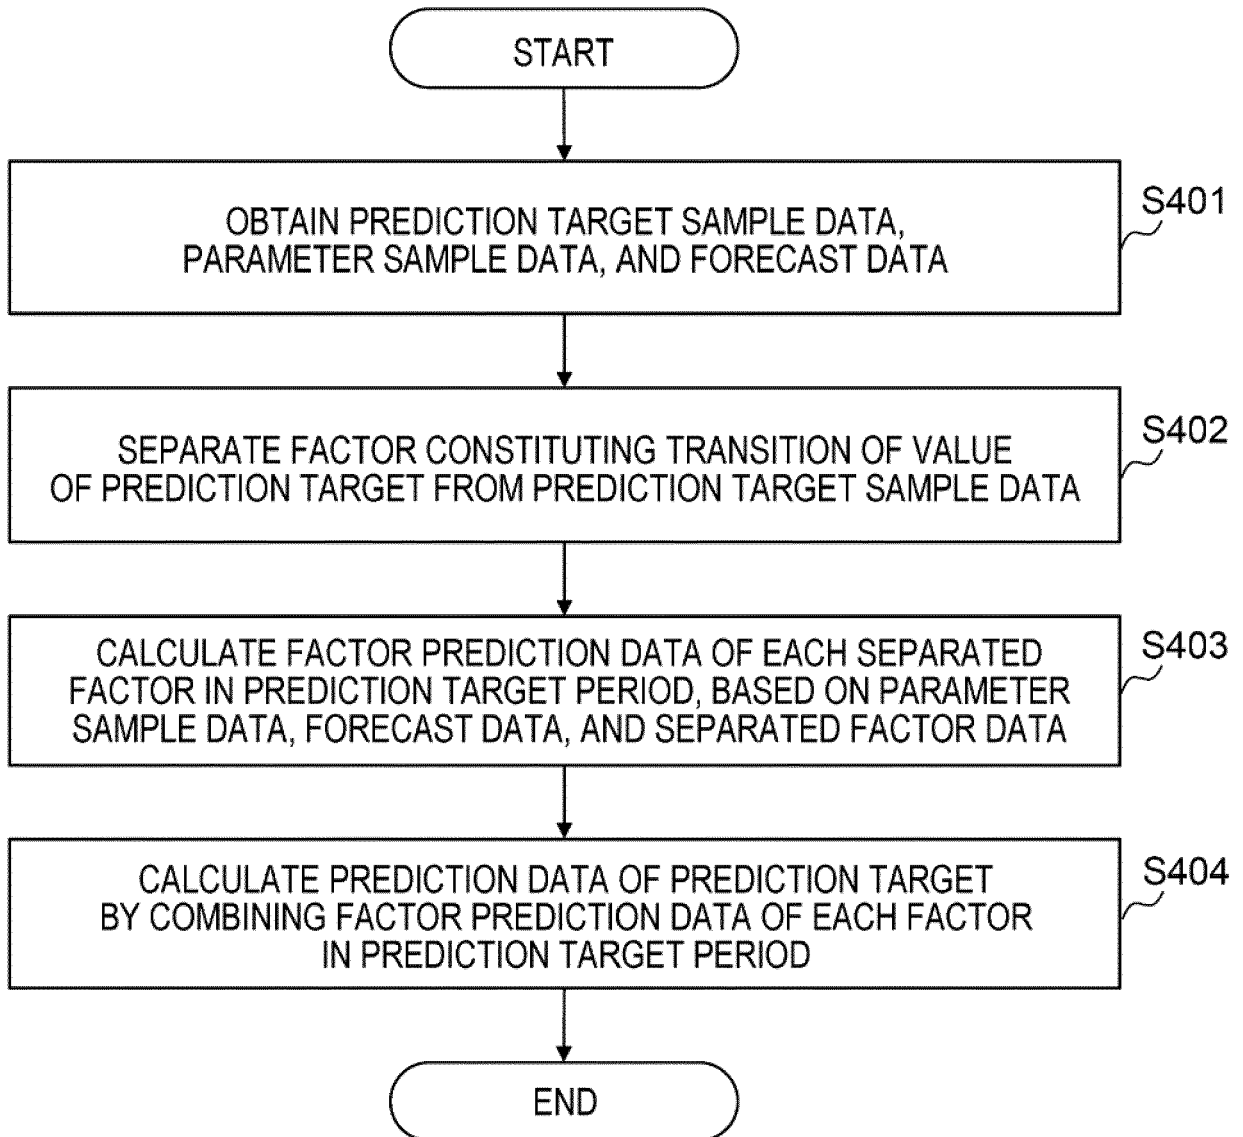 START
S401
OBTAIN PREDICTION TARGET SAMPLE DATA,
PARAMETER SAMPLE DATA, AND FORECAST DATA
S402
SEPARATE FACTOR CONSTITUTING TRANSITION OF VALUE
OF PREDICTION TARGET FROM PREDICTION TARGET SAMPLE DATA
S403
CALCULATE FACTOR PREDICTION DATA OF EACH SEPARATED
FACTOR IN PREDICTION TARGET PERIOD, BASED ON PARAMETER
SAMPLE DATA, FORECAST DATA, AND SEPARATED FACTOR DATA
S404
CALCULATE PREDICTION DATA OF PREDICTION TARGET
BY COMBINING FACTOR PREDICTION DATA OF EACH FACTOR
IN PREDICTION TARGET PERIOD
END